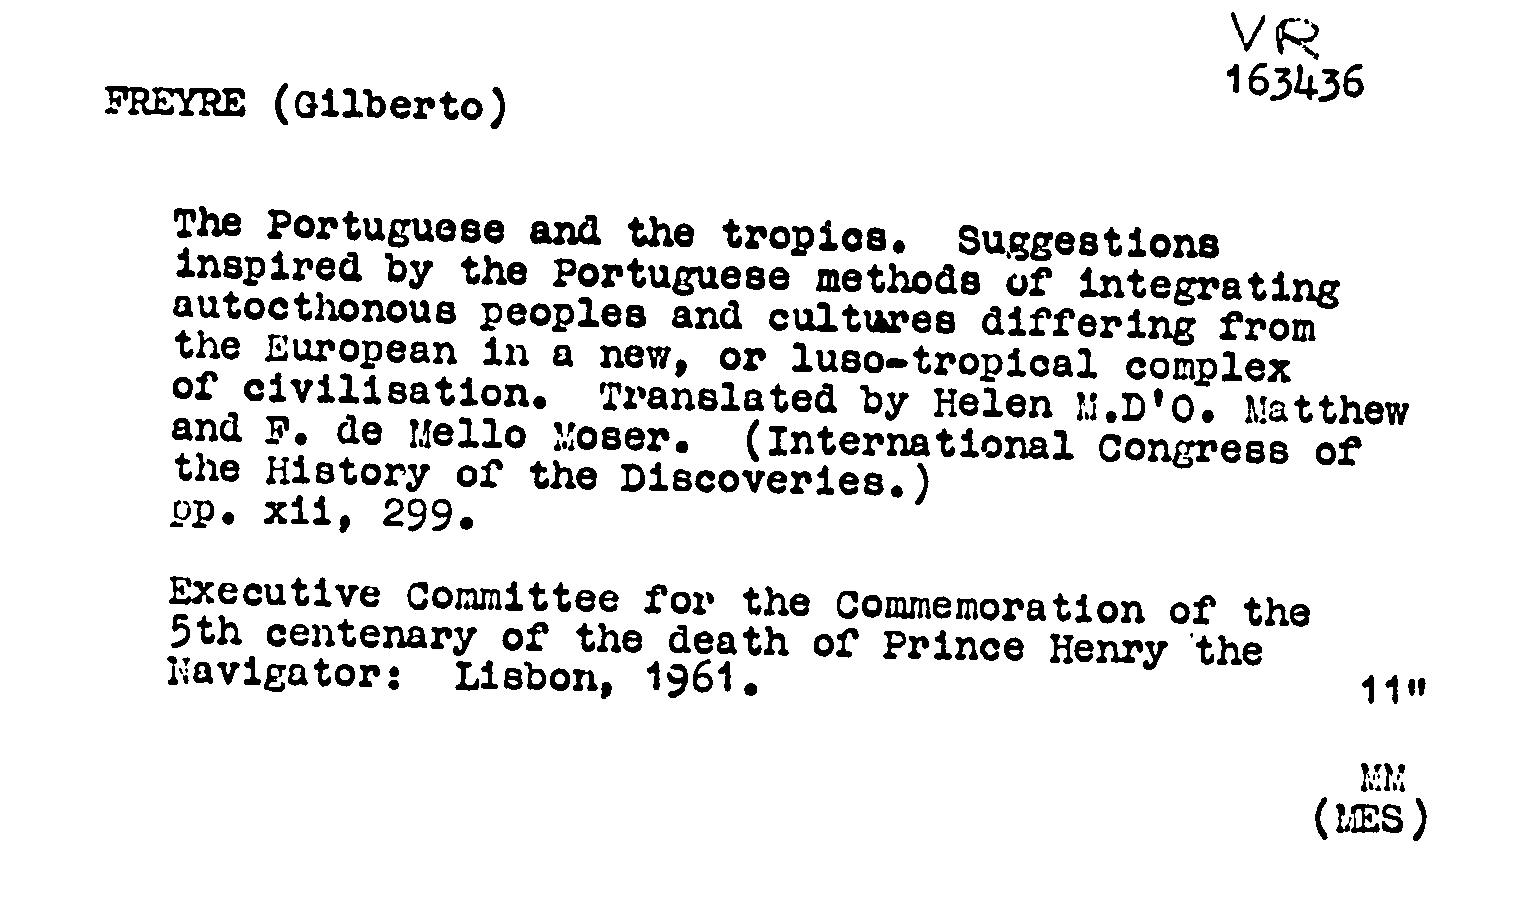 VR
163436
FREYRE (Gilberto)
The Portuguese and the tropics. Suggestions
inspired by the Portuguese methods of integrating
autocthonous peoples and cultures differing from
the European in a new, or luso-tropical complex
of civilisation. Translated by Helen M.D'O. Matthew
and F. de Mello Moser. (International Congress of
the History of the Discoveries.)
pp. xii, 299.
Executive Committee for the Commemoration of the
5th centenary of the death of Prince Henry the
Navigator: Lisbon, 1961.
11"
MM
(MES)